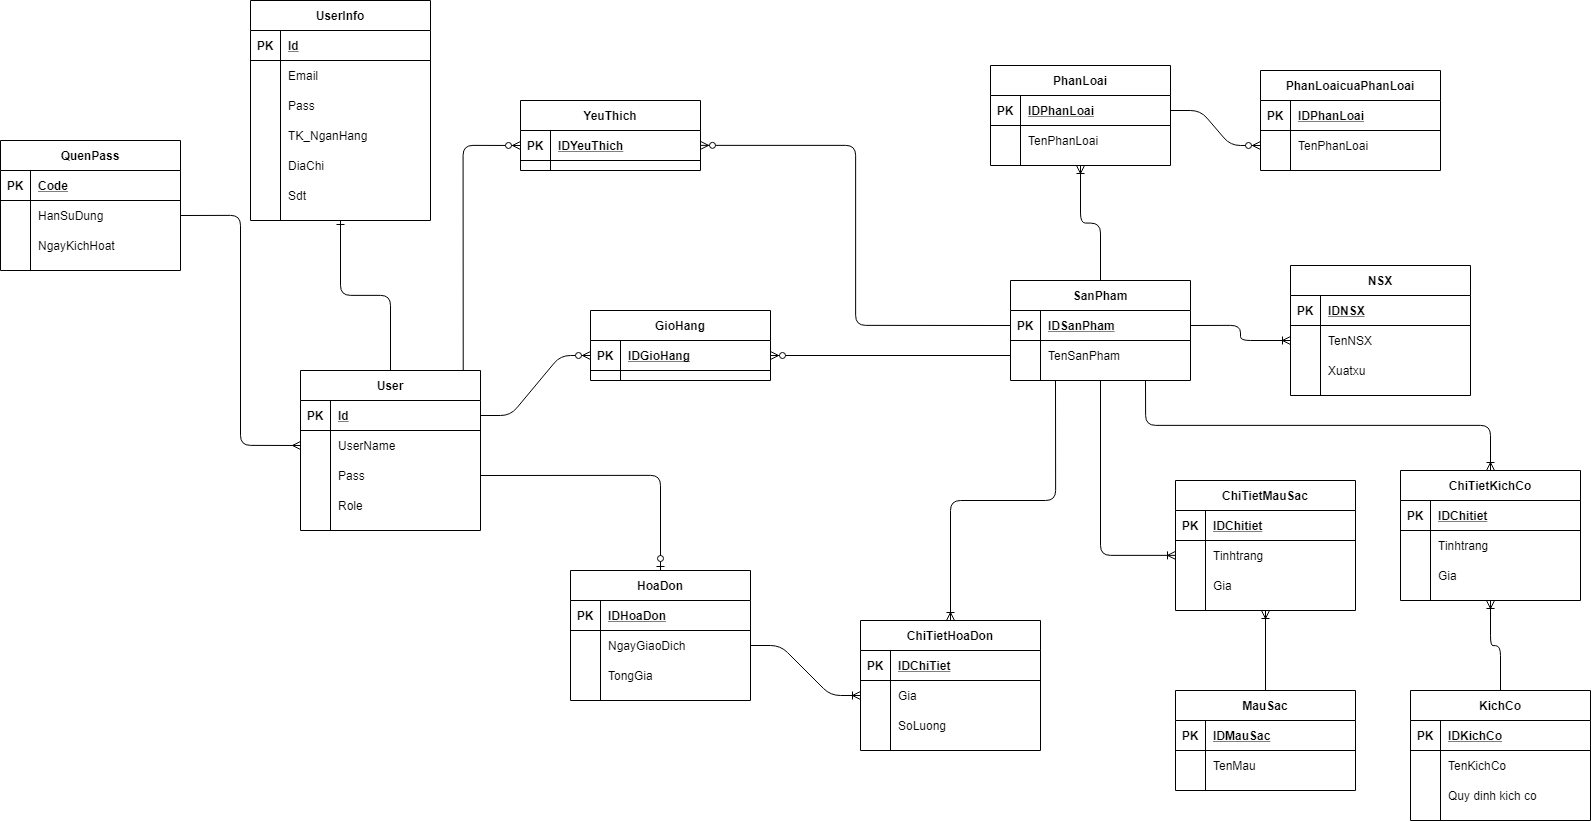 UserInfo
PK Id
Email
Pass
TK_NganHang
DiaChi
Sdt
QuenPass
PK Code
HanSuDung
NgayKichHoat
YeuThich
PK IDYeuThich
PhanLoai
PK IDPhanLoai
TenPhanLoai
PhanLoaicuaPhanLoai
PK IDPhanLoai
TenPhanLoai
GioHang
PK IDGioHang
SanPham
PK IDSanPham
TenSanPham
NSX
PK IDNSX
TenNSX
Xuatxu
User
PK Id
UserName
Pass
Role
HoaDon
PK IDHoaDon
NgayGiaoDich
TongGia
ChiTietHoaDon
PK IDChiTiet
Gia
SoLuong
ChiTietMauSac
PK IDChitiet
Tinhtrang
Gia
ChiTietKichCo
PK IDChitiet
Tinhtrang
Gia
MauSac
PK IDMauSac
TenMau
KichCo
PK IDKichCo
TenKichCo
Quy dinh kich co